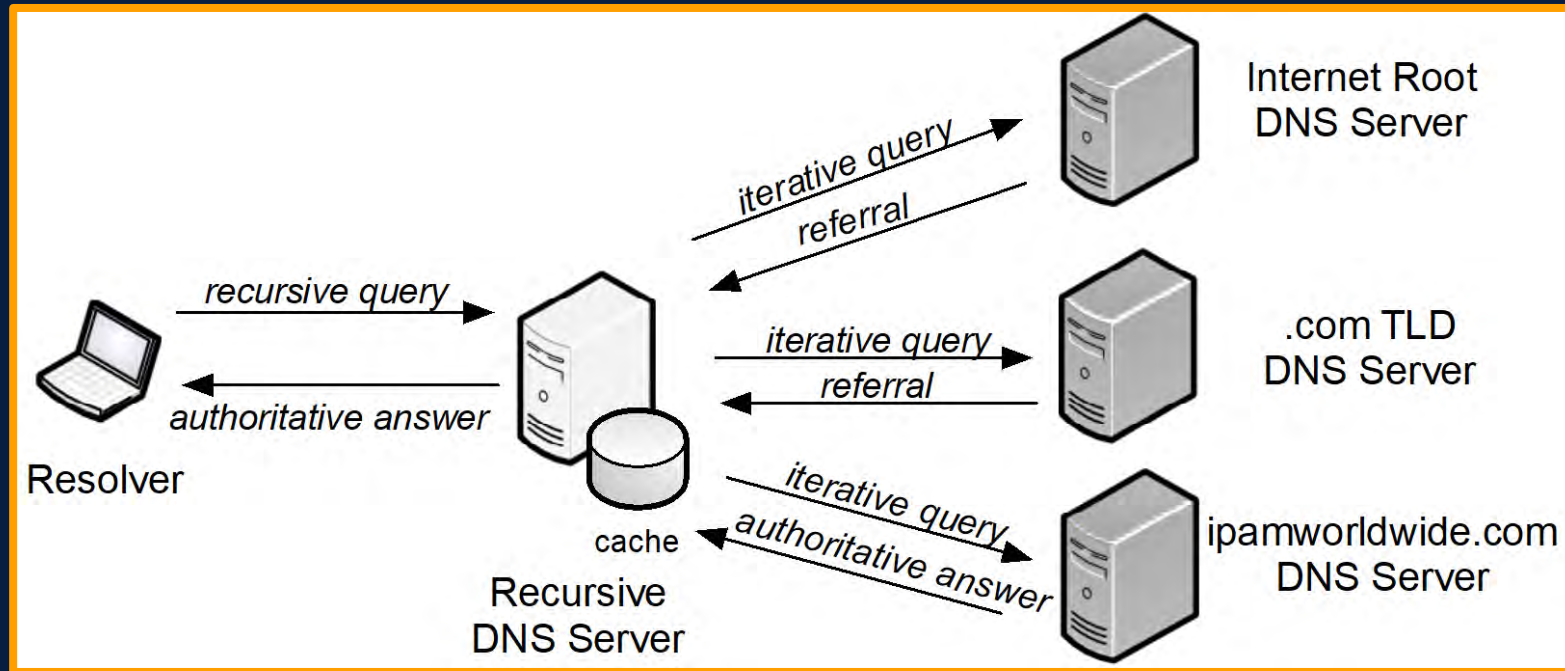 Internet Root
DNS Server
iterative query
referral
recursive query
authoritative answer
Resolver
iterative query
referral
.com TLD
DNS Server
cache
Recursive
DNS Server
iterative query
authoritative answer
ipamworldwide.com
DNS Server